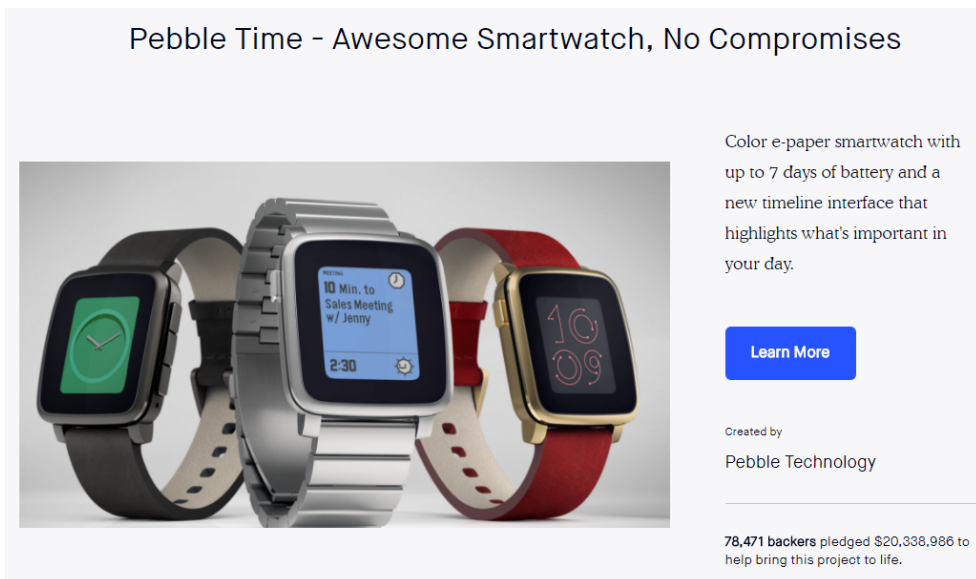 Pebble Time - Awesome Smartwatch, No Compromises
Color e-paper smartwatch with
up to 7 days of battery and a
new timeline interface that
highlights what's important in
your day.
MEETING
10 Min. to
Sales Meeting
w/ Jenny
2:30
10
09
Learn More
Created by
Pebble Technology
78,471 backers pledged $20,338,986 to
help bring this project to life.